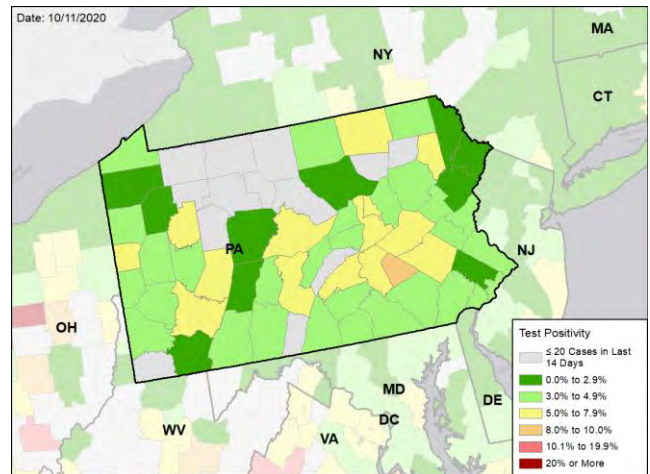 Date: 10/11/2020
MA
NY
CT
PA
NJ
OH
MD
DE
WV
DC
VA
Test Positivity
≤ 20 Cases in Last
14 Days
0.0% to 2.9%
3.0% to 4.9%
5.0% to 7.9%
8.0% to 10.0%
10.1% to 19.9%
20% or More